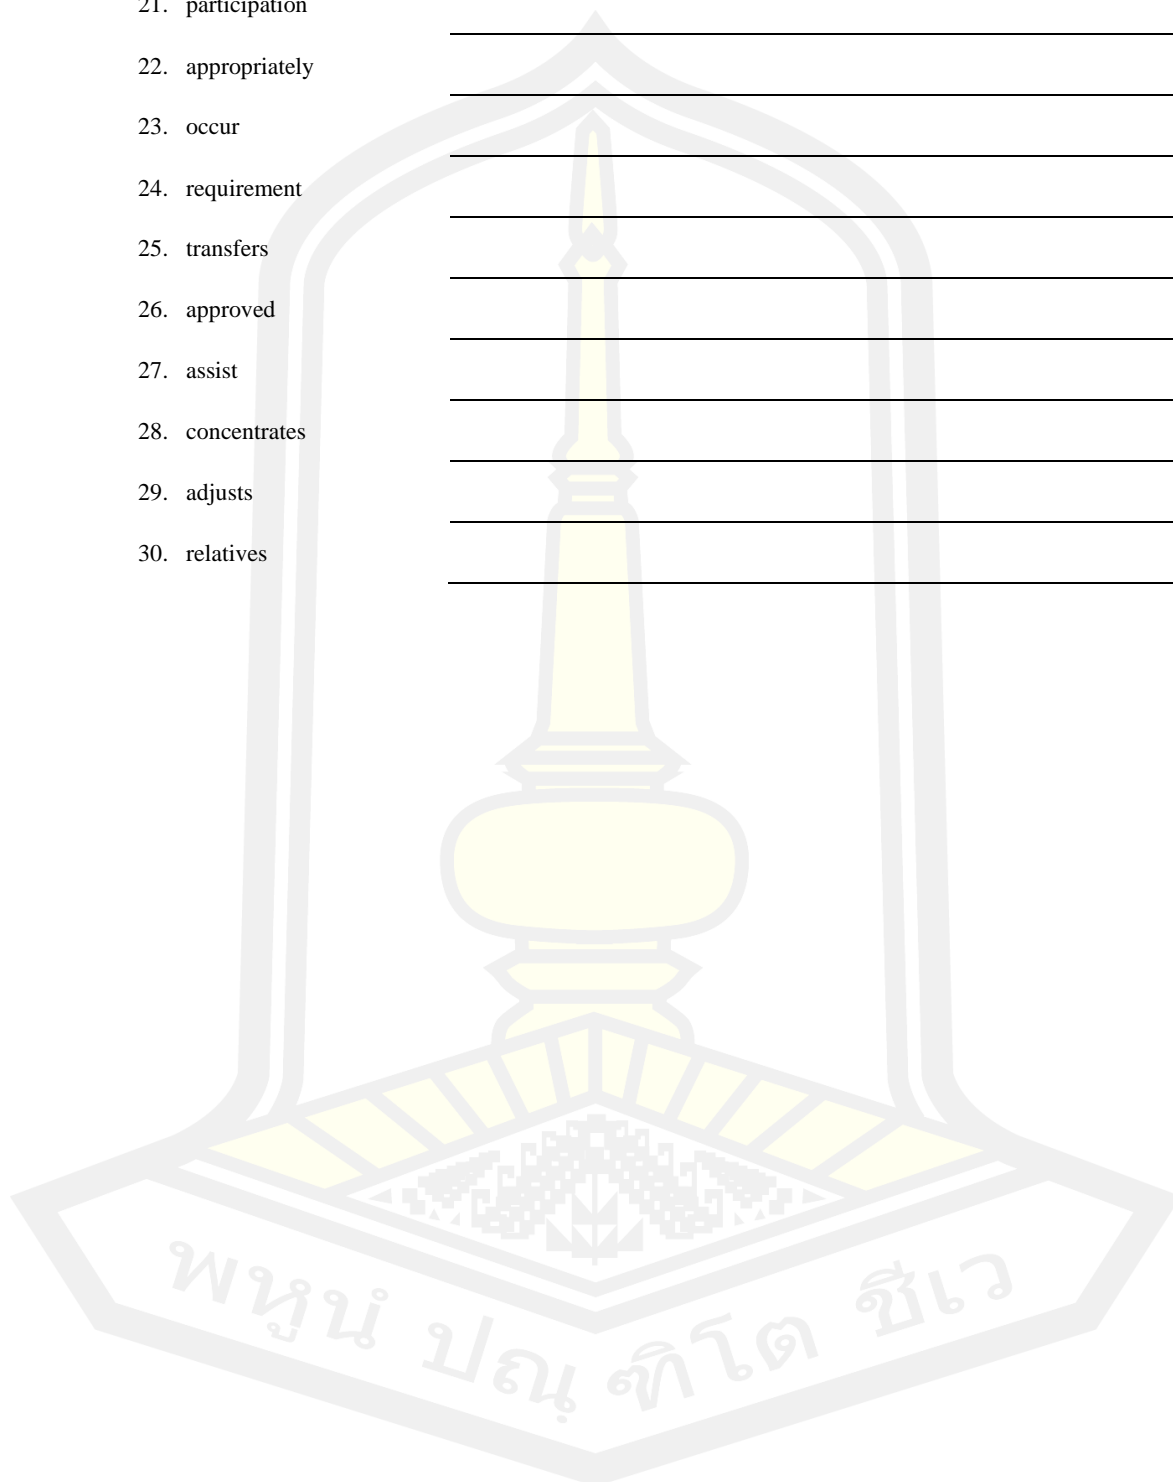 21. participation
22. appropriately
23. occur
24. requirement
25. transfers
26. approved
27. assist
28. concentrates
29. adjusts
30. relatives
พหูนํ ปณฺฑิโต ชีเว